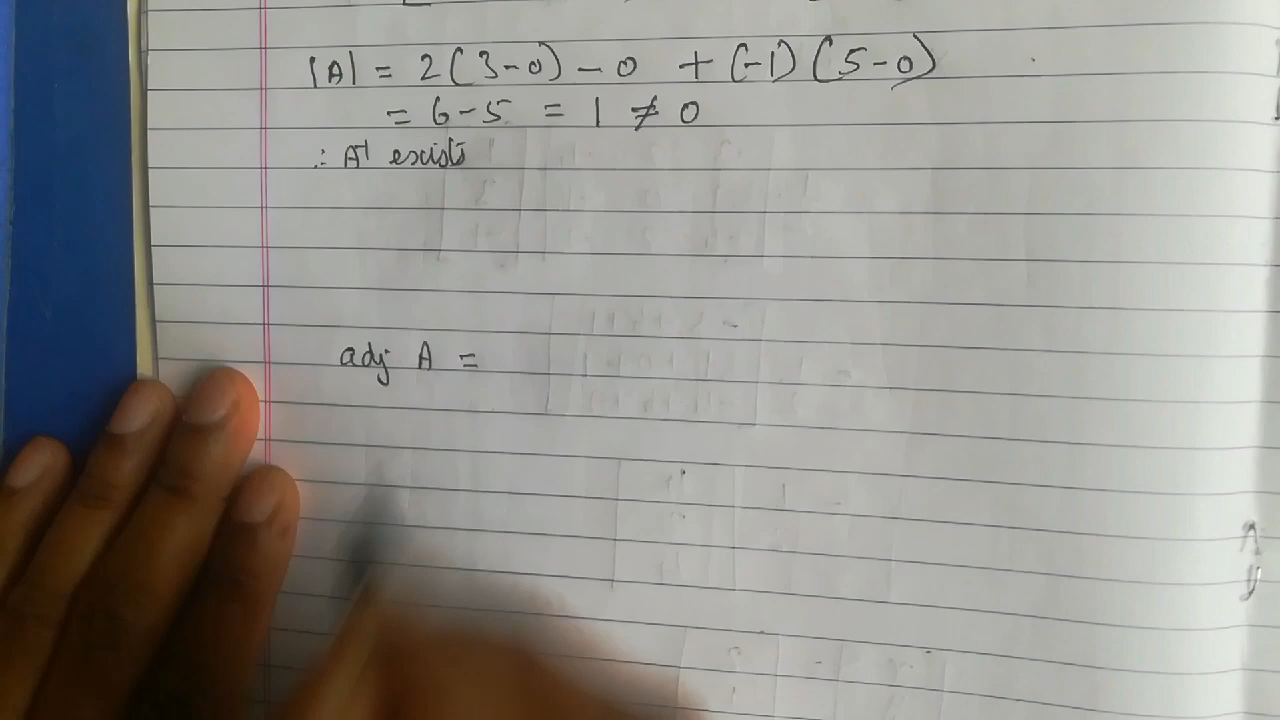 |A| = 2(3-0) - 0 + (-1)(5-0)
= 6-5 = 1 ≠ 0
∴ A⁻¹ exists
adj A =